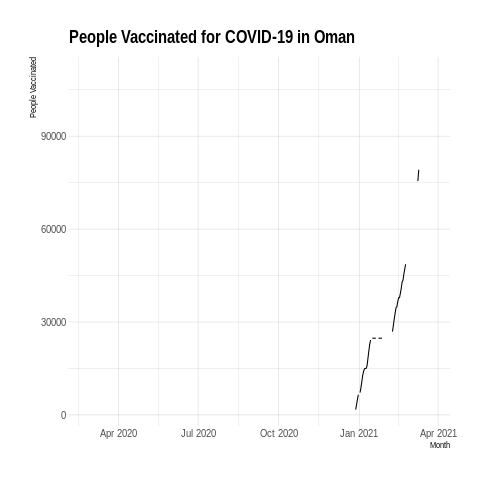 People Vaccinated for COVID-19 in Oman
People Vaccinated
90000
60000
30000
0
Apr 2020 Jul 2020 Oct 2020 Jan 2021 Apr 2021
Month